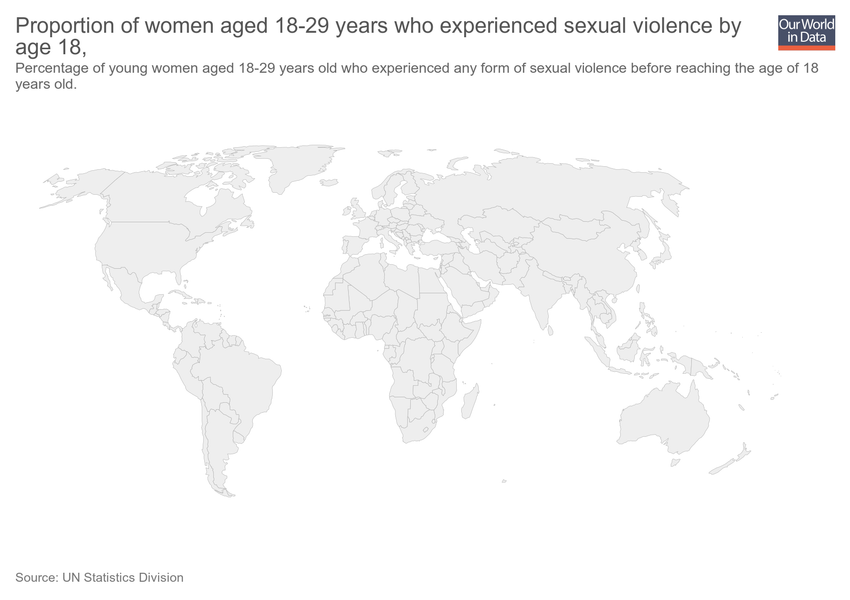 Proportion of women aged 18-29 years who experienced sexual violence by
age 18,
Our World
in Data
Percentage of young women aged 18-29 years old who experienced any form of sexual violence before reaching the age of 18
years old.
Source: UN Statistics Division